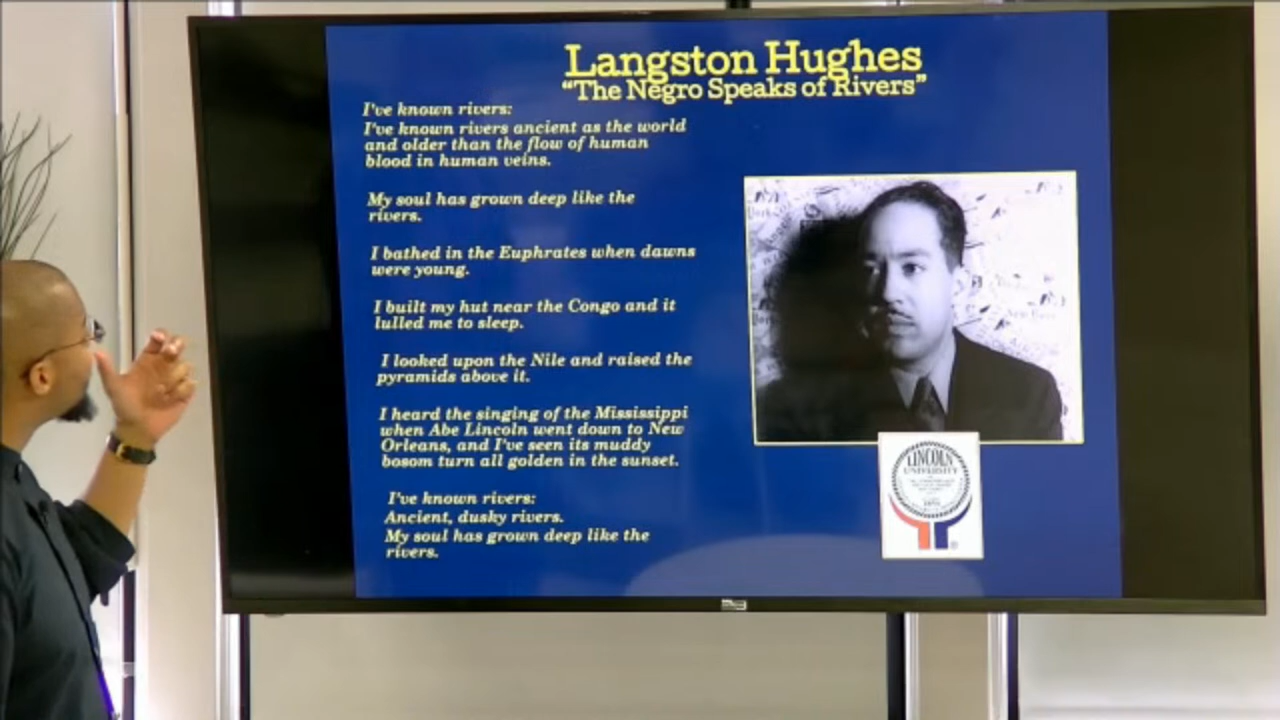 Langston Hughes
“The Negro Speaks of Rivers”
I've known rivers:
I've known rivers ancient as the world
and older than the flow of human
blood in human veins.
My soul has grown deep like the
rivers.
I bathed in the Euphrates when dawns
were young.
I built my hut near the Congo and it
lulled me to sleep.
I looked upon the Nile and raised the
pyramids above it.
I heard the singing of the Mississippi
when Abe Lincoln went down to New
Orleans, and I've seen its muddy
bosom turn all golden in the sunset.
I've known rivers:
Ancient, dusky rivers.
My soul has grown deep like the
rivers.
LINCOLN
UNIVERSITY
®